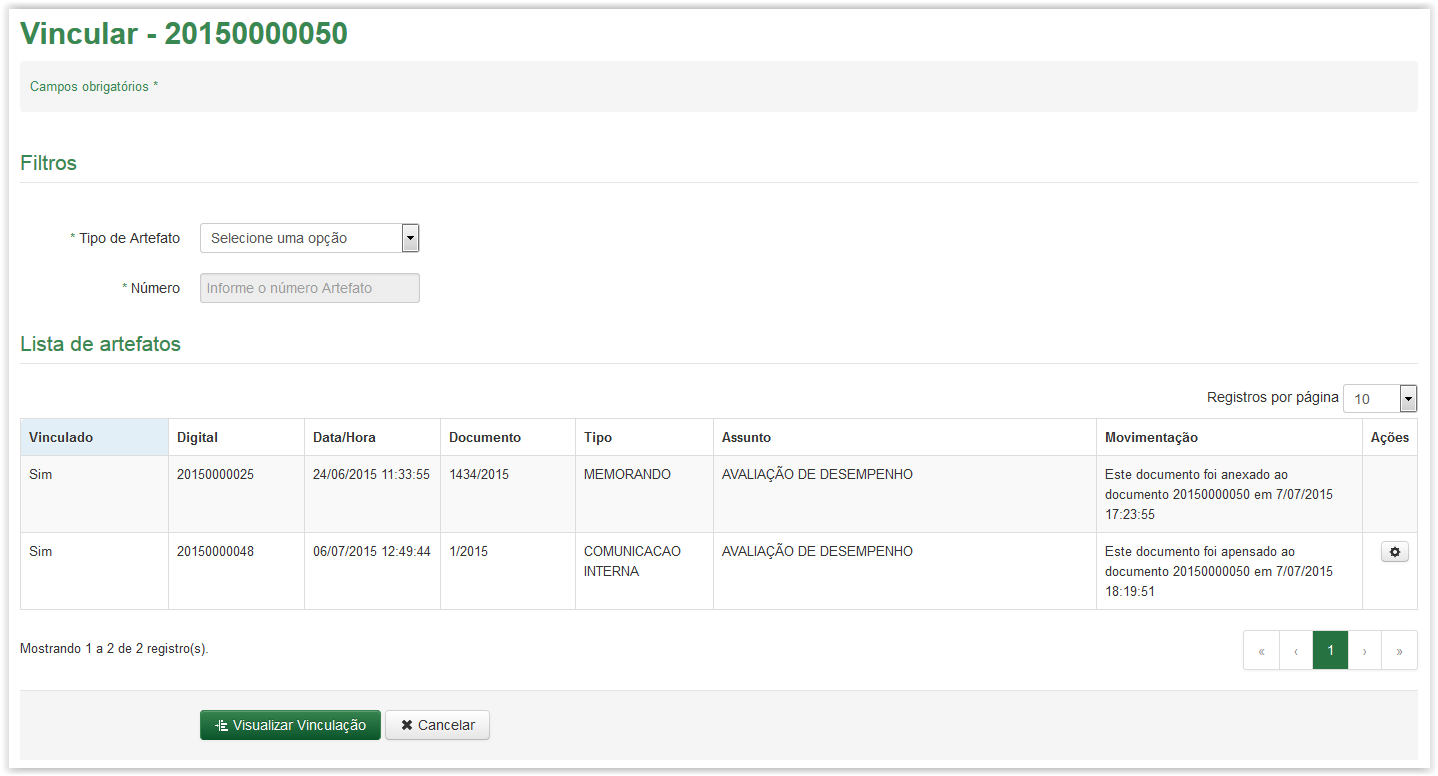 Vincular - 20150000050
Campos obrigatórios *
Filtros
* Tipo de Artefato Selecione uma opção
* Número Informe o número Artefato
Lista de artefatos
Registros por página 10
Vinculado Digital Data/Hora Documento Tipo Assunto Movimentação Ações
Sim 20150000025 24/06/2015 11:33:55 1434/2015 MEMORANDO AVALIAÇÃO DE DESEMPENHO Este documento foi anexado ao
documento 20150000050 em 7/07/2015
17:23:55
Sim 20150000048 06/07/2015 12:49:44 1/2015 COMUNICACAO AVALIAÇÃO DE DESEMPENHO Este documento foi apensado ao
INTERNA documento 20150000050 em 7/07/2015
18:19:51
Mostrando 1 a 2 de 2 registro(s). « ‹ 1 › »
Visualizar Vinculação Cancelar